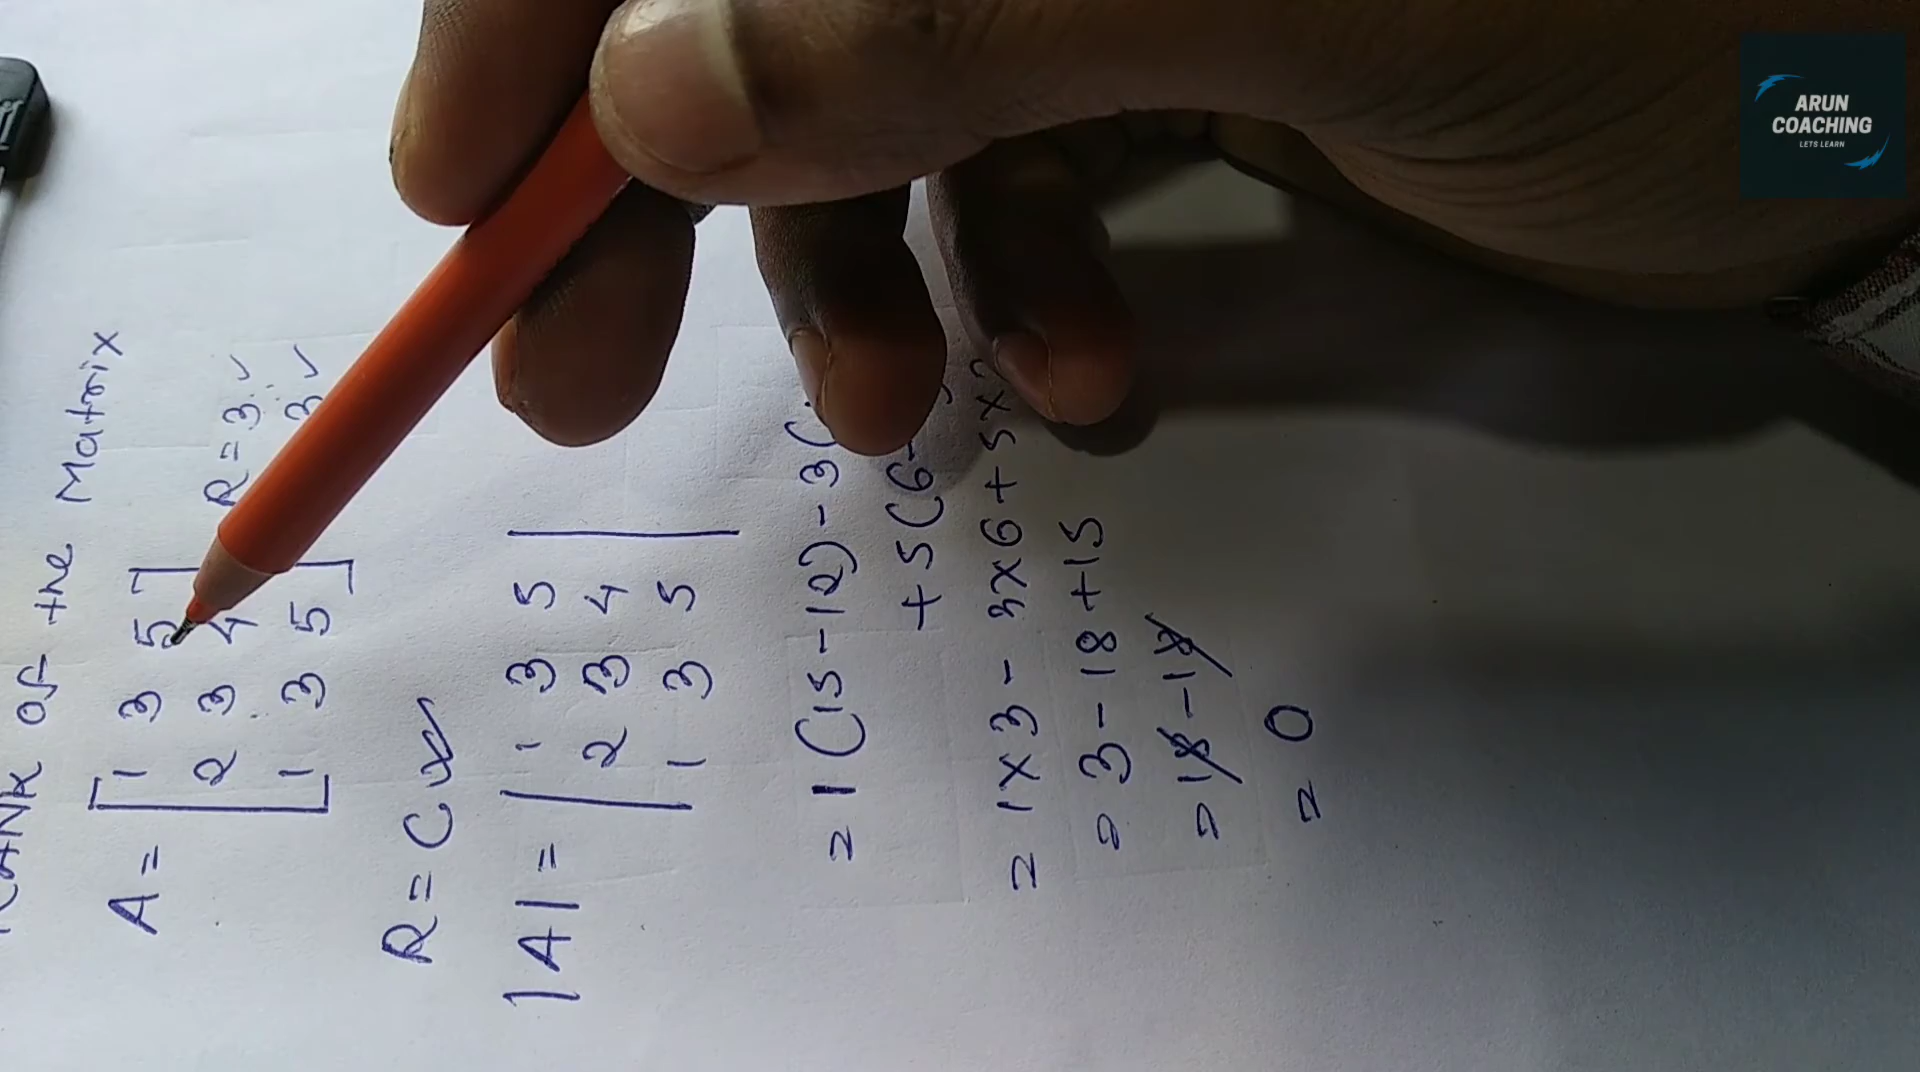 RANK OF the Matrix
A = [1 3 5
2 3 4
1 3 5]
R = 3 ✓
3 ✓
R = C
|A| = |1 3 5
2 3 4
1 3 5|
= 1 (15 - 12) - 3(
+ 5 (6 -
= 1 x 3 - 3 x 6 + 5 x 3
= 3 - 18 + 15
= 18 - 18
= 0
ARUN
COACHING
LETS LEARN